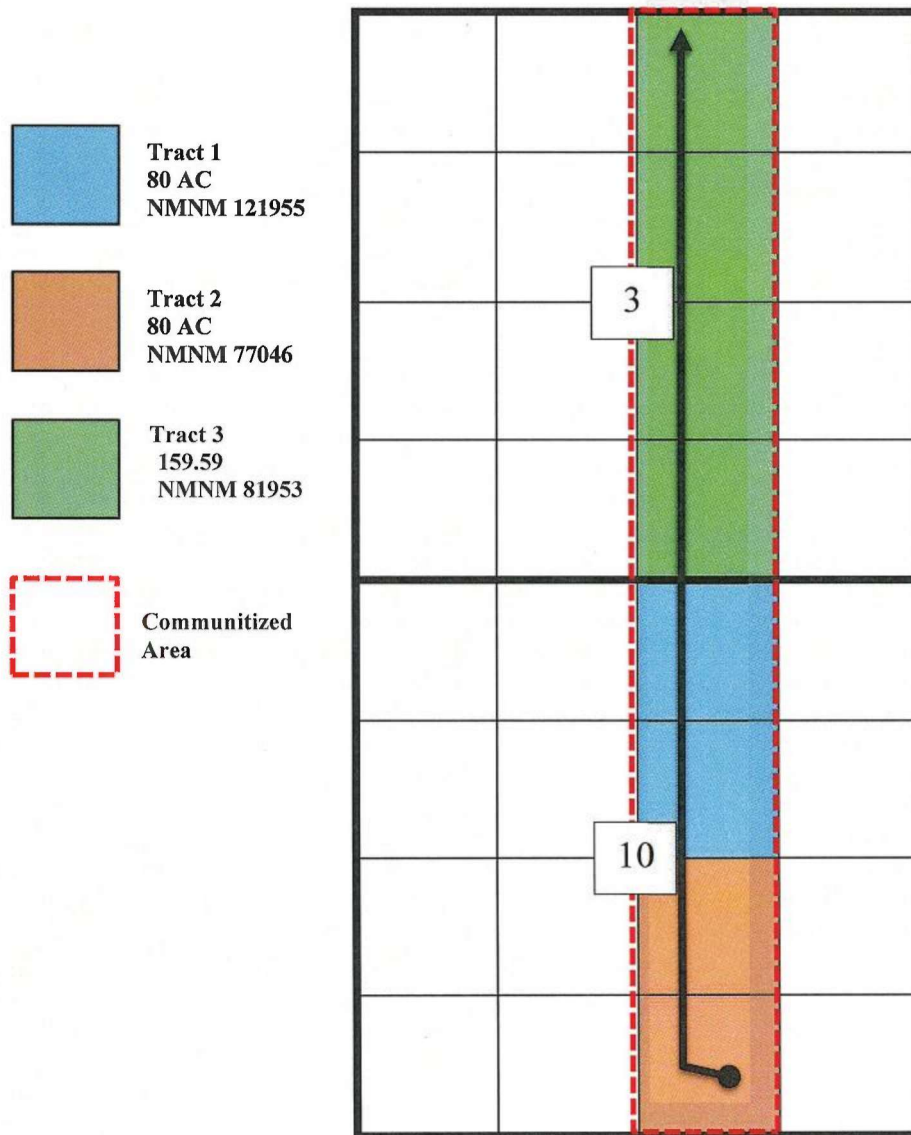 Tract 1
80 AC
NMNM 121955
Tract 2
80 AC
NMNM 77046
Tract 3
159.59
NMNM 81953
Communitized
Area
3
10